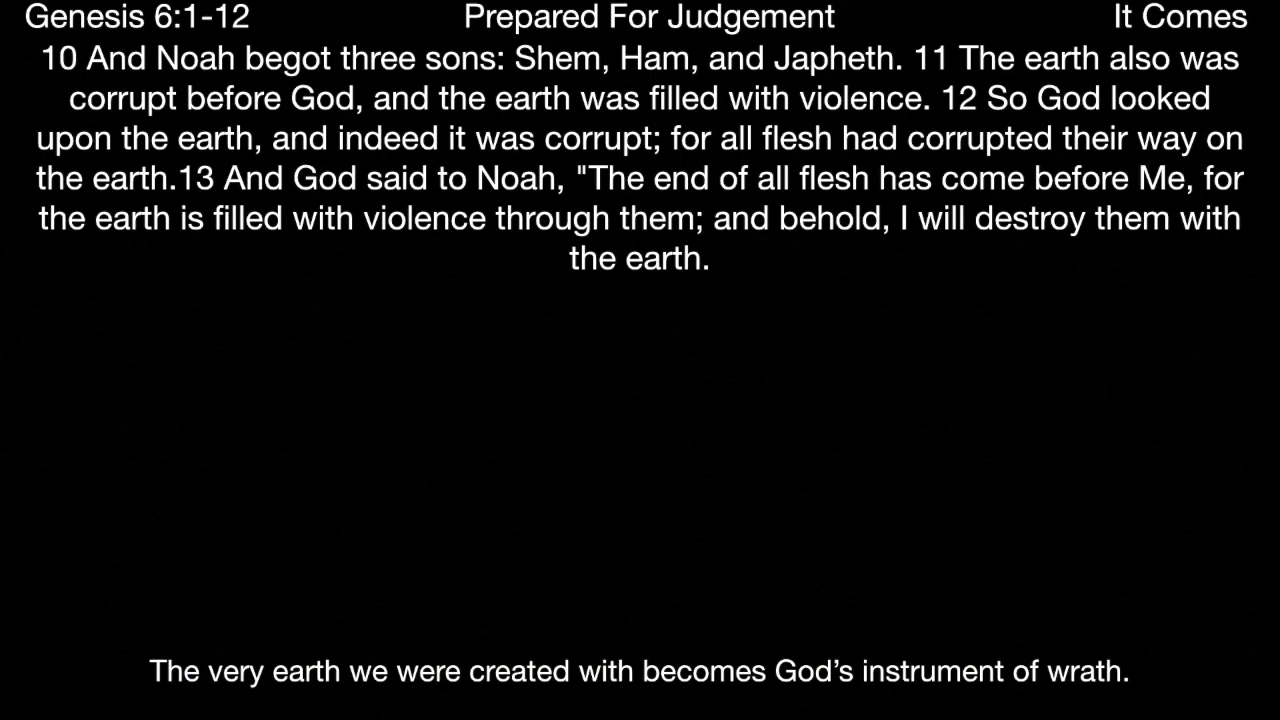 Genesis 6:1-12 Prepared For Judgement It Comes
10 And Noah begot three sons: Shem, Ham, and Japheth. 11 The earth also was
corrupt before God, and the earth was filled with violence. 12 So God looked
upon the earth, and indeed it was corrupt; for all flesh had corrupted their way on
the earth.13 And God said to Noah, "The end of all flesh has come before Me, for
the earth is filled with violence through them; and behold, I will destroy them with
the earth.
The very earth we were created with becomes God’s instrument of wrath.